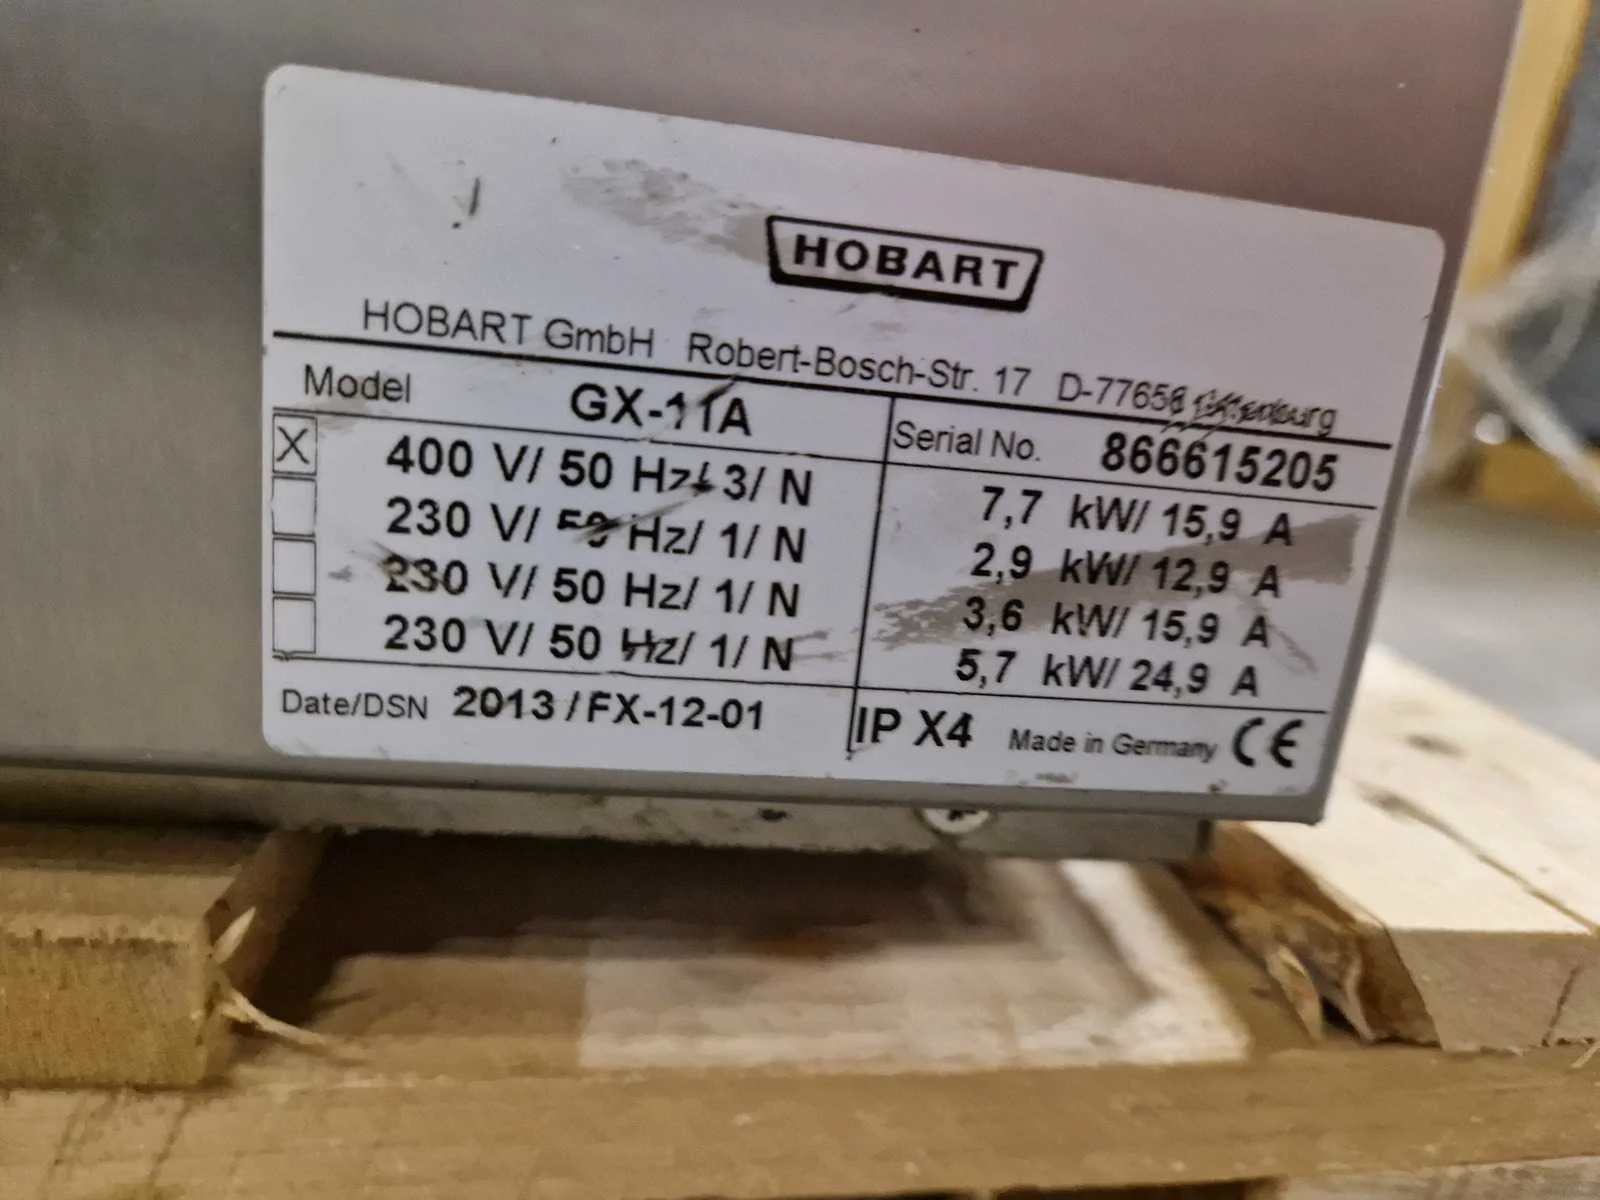 HOBART
HOBART GmbH Robert-Bosch-Str. 17 D-77656 Offenburg
Model GX-11A Serial No. 866615205
X 400 V/ 50 Hz/ 3/ N 7,7 kW/ 15,9 A
230 V/ 50 Hz/ 1/ N 2,9 kW/ 12,9 A
230 V/ 50 Hz/ 1/ N 3,6 kW/ 15,9 A
230 V/ 50 Hz/ 1/ N 5,7 kW/ 24,9 A
Date/DSN 2013 / FX-12-01 IP X4 Made in Germany CE